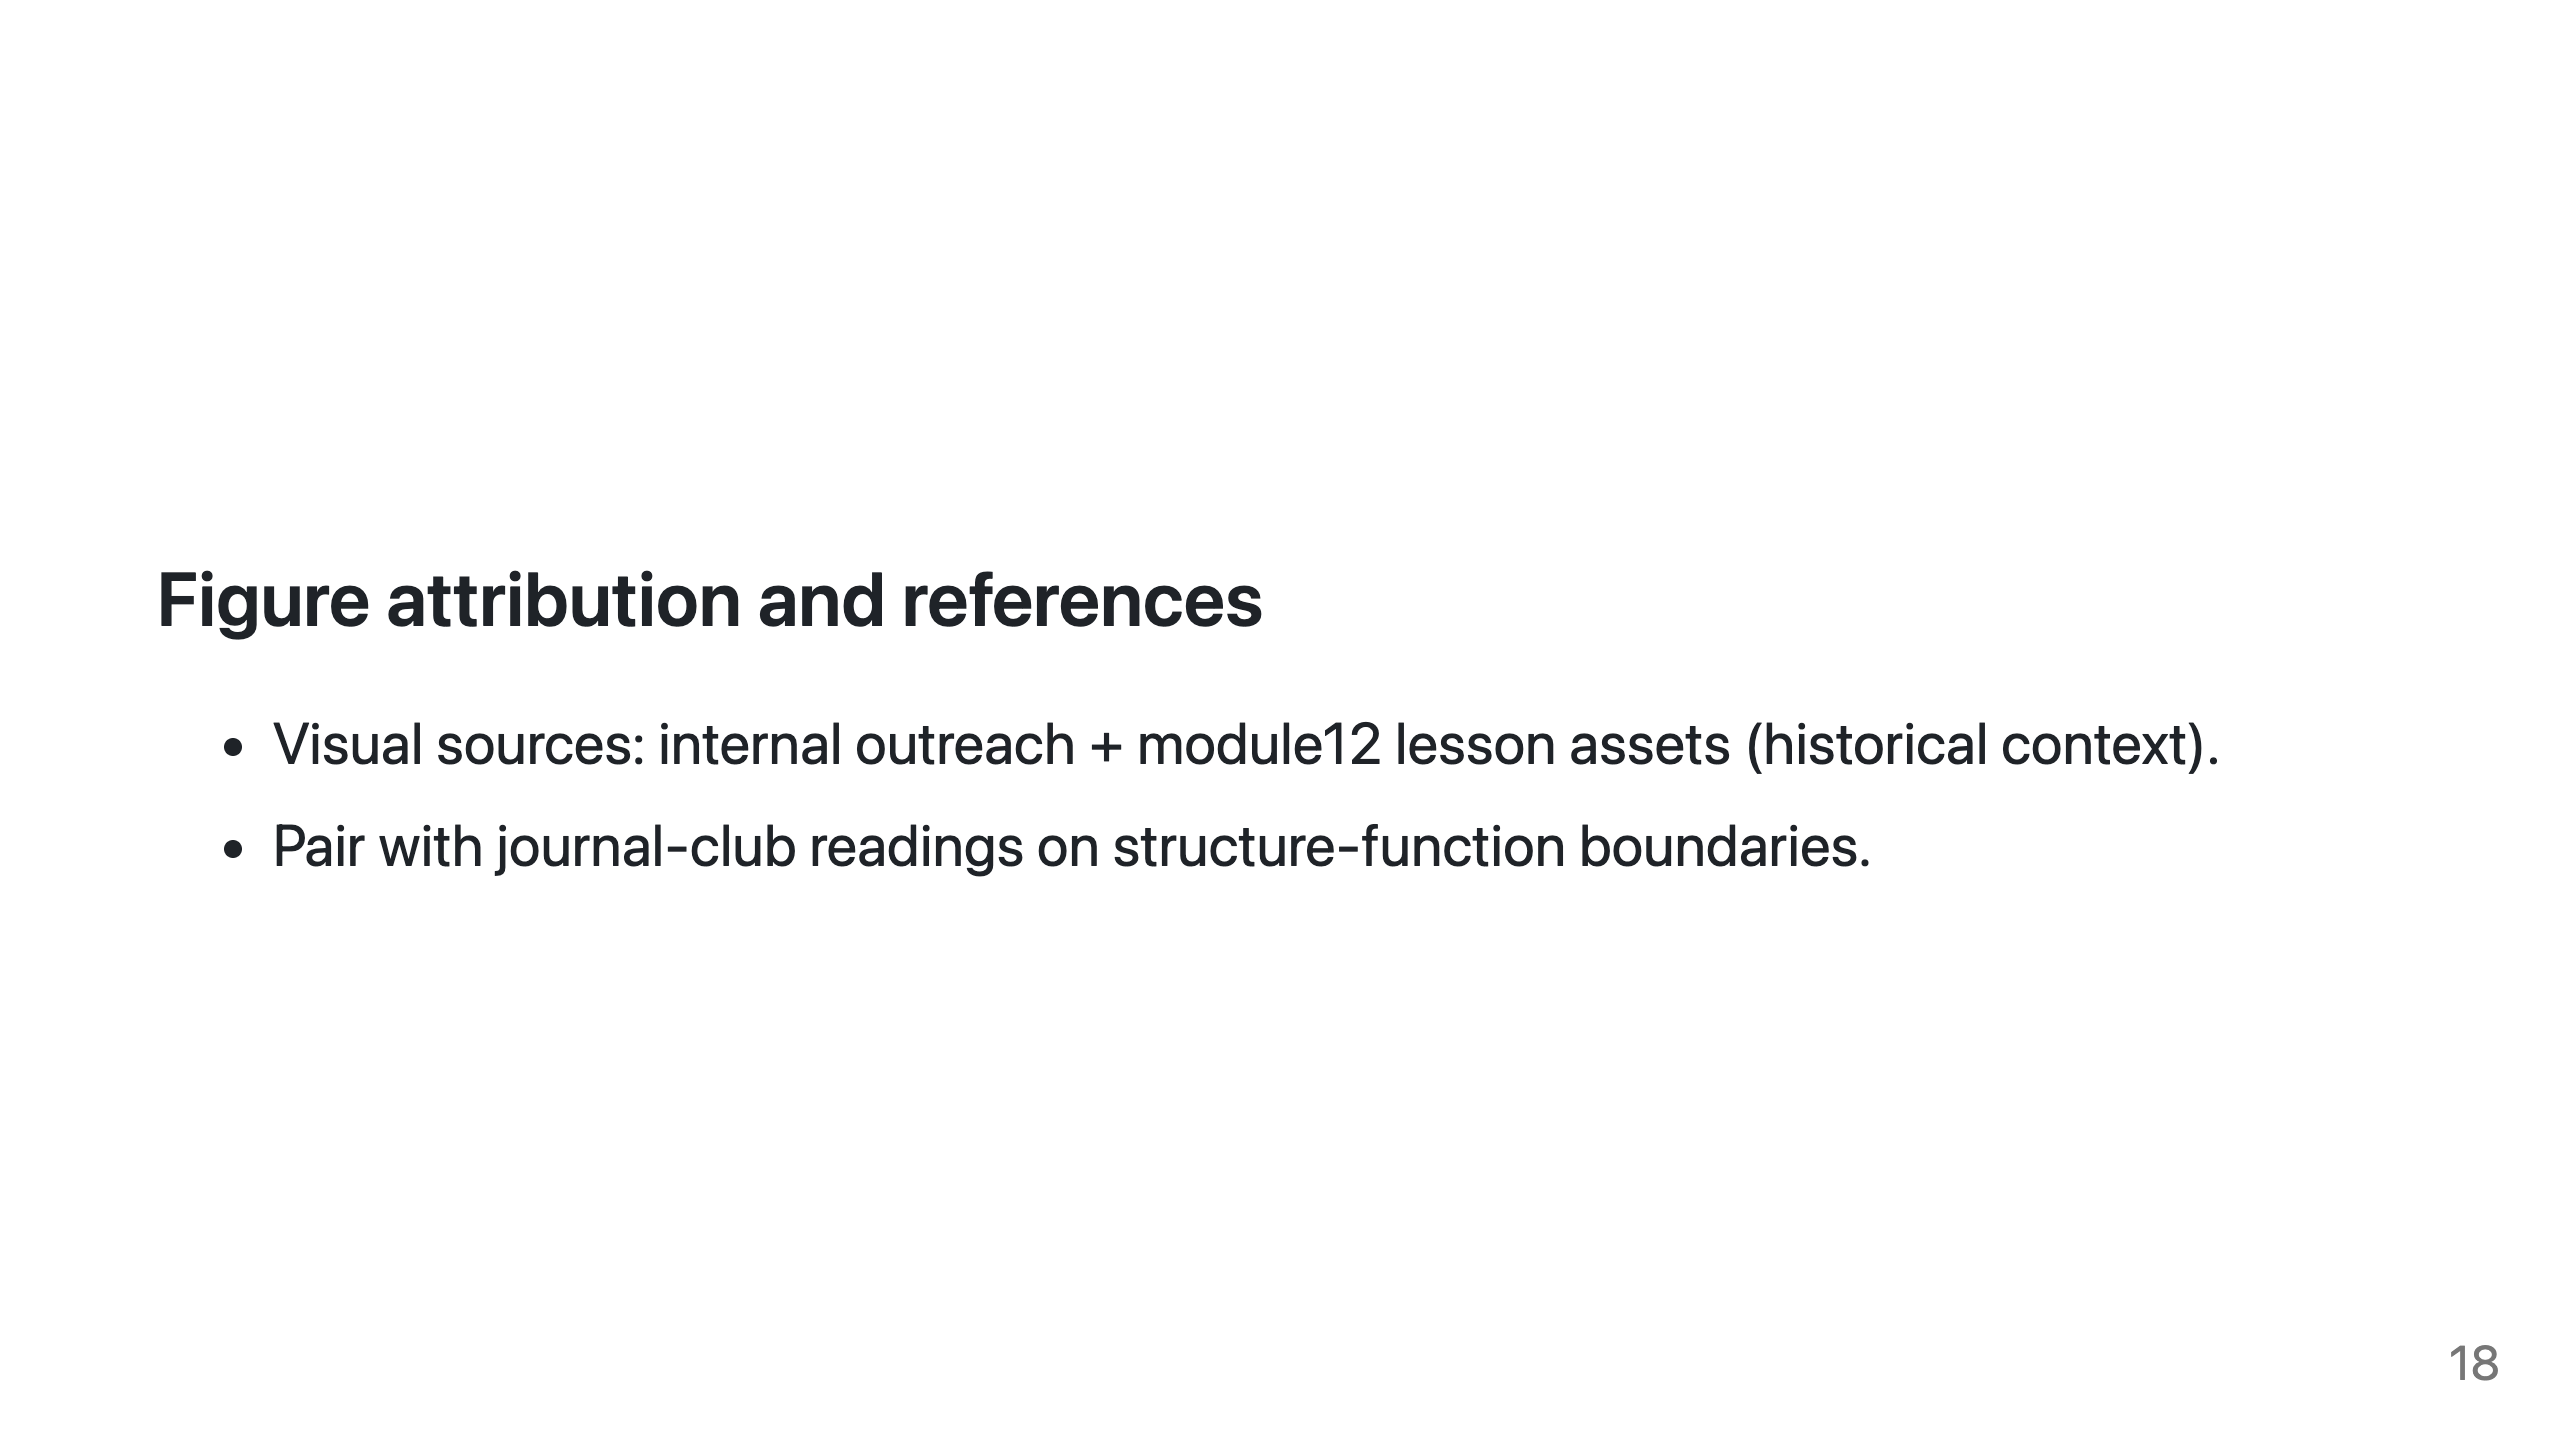 Figure attribution and references
• Visual sources: internal outreach + module12 lesson assets (historical context).
• Pair with journal-club readings on structure-function boundaries.
18